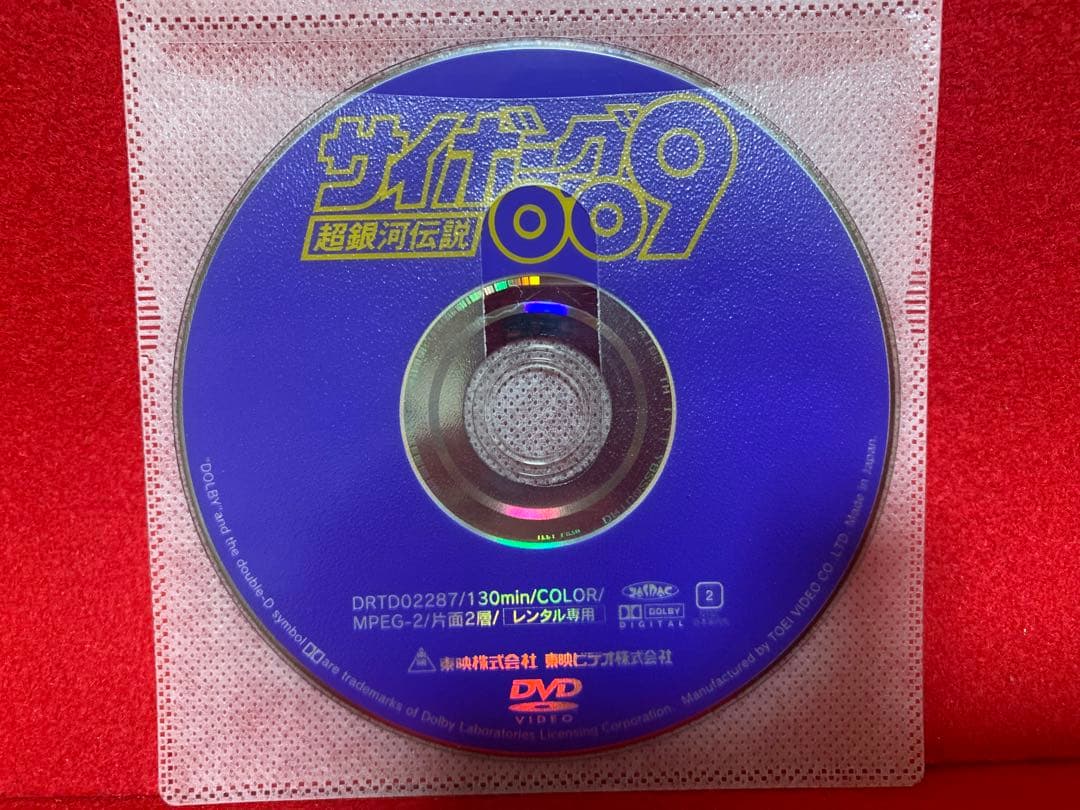 サイボーグ009
超銀河伝説
DRTD02287/130min/COLOR/
MPEG-2/片面2層/ レンタル専用
DOLBY
DIGITAL
2
東映株式会社 東映ビデオ株式会社
DVD
VIDEO
"DOLBY" and the double-D symbol are trademarks of Dolby Laboratories Licensing Corporation. Manufactured by TOEI VIDEO CO.,LTD. Made in Japan.